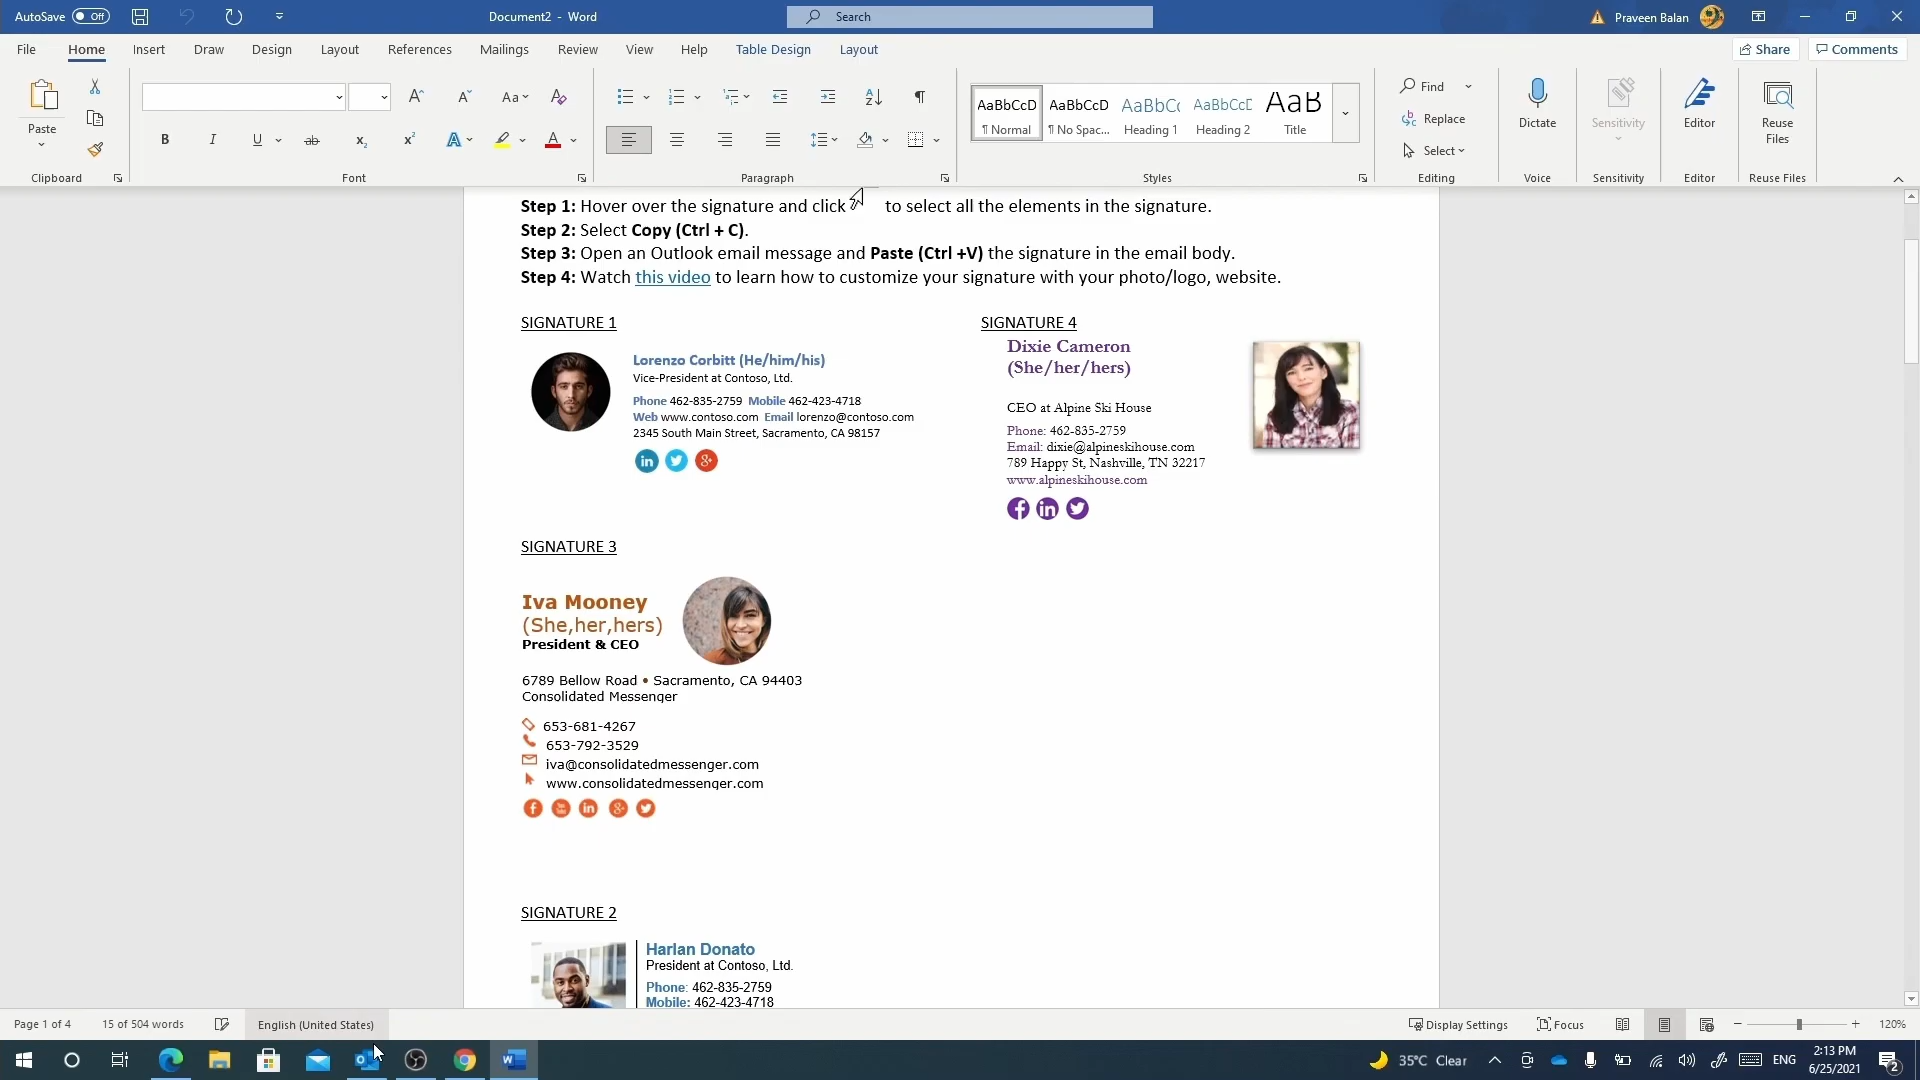 AutoSave Off
Document2 - Word
Search
Praveen Balan
File Home Insert Draw Design Layout References Mailings Review View Help Table Design Layout
Share Comments
Paste
Clipboard
Aa
Font
Paragraph
AaBbCcD AaBbCcD AaBbCc AaBbCcD AaB
¶ Normal ¶ No Spac... Heading 1 Heading 2 Title
Styles
Find
Replace
Select
Editing
Dictate
Voice
Sensitivity
Sensitivity
Editor
Editor
Reuse
Files
Reuse Files
Step 1: Hover over the signature and click to select all the elements in the signature.
Step 2: Select Copy (Ctrl + C).
Step 3: Open an Outlook email message and Paste (Ctrl +V) the signature in the email body.
Step 4: Watch this video to learn how to customize your signature with your photo/logo, website.
SIGNATURE 1
Lorenzo Corbitt (He/him/his)
Vice-President at Contoso, Ltd.
Phone 462-835-2759 Mobile 462-423-4718
Web www.contoso.com Email lorenzo@contoso.com
2345 South Main Street, Sacramento, CA 98157
SIGNATURE 4
Dixie Cameron
(She/her/hers)
CEO at Alpine Ski House
Phone: 462-835-2759
Email: dixie@alpineskihouse.com
789 Happy St, Nashville, TN 32217
www.alpineskihouse.com
SIGNATURE 3
Iva Mooney
(She,her,hers)
President & CEO
6789 Bellow Road • Sacramento, CA 94403
Consolidated Messenger
653-681-4267
653-792-3529
iva@consolidatedmessenger.com
www.consolidatedmessenger.com
SIGNATURE 2
Harlan Donato
President at Contoso, Ltd.
Phone: 462-835-2759
Mobile: 462-423-4718
Page 1 of 4 15 of 504 words English (United States) Display Settings Focus 120%
35°C Clear ENG
2:13 PM
6/25/2021
2